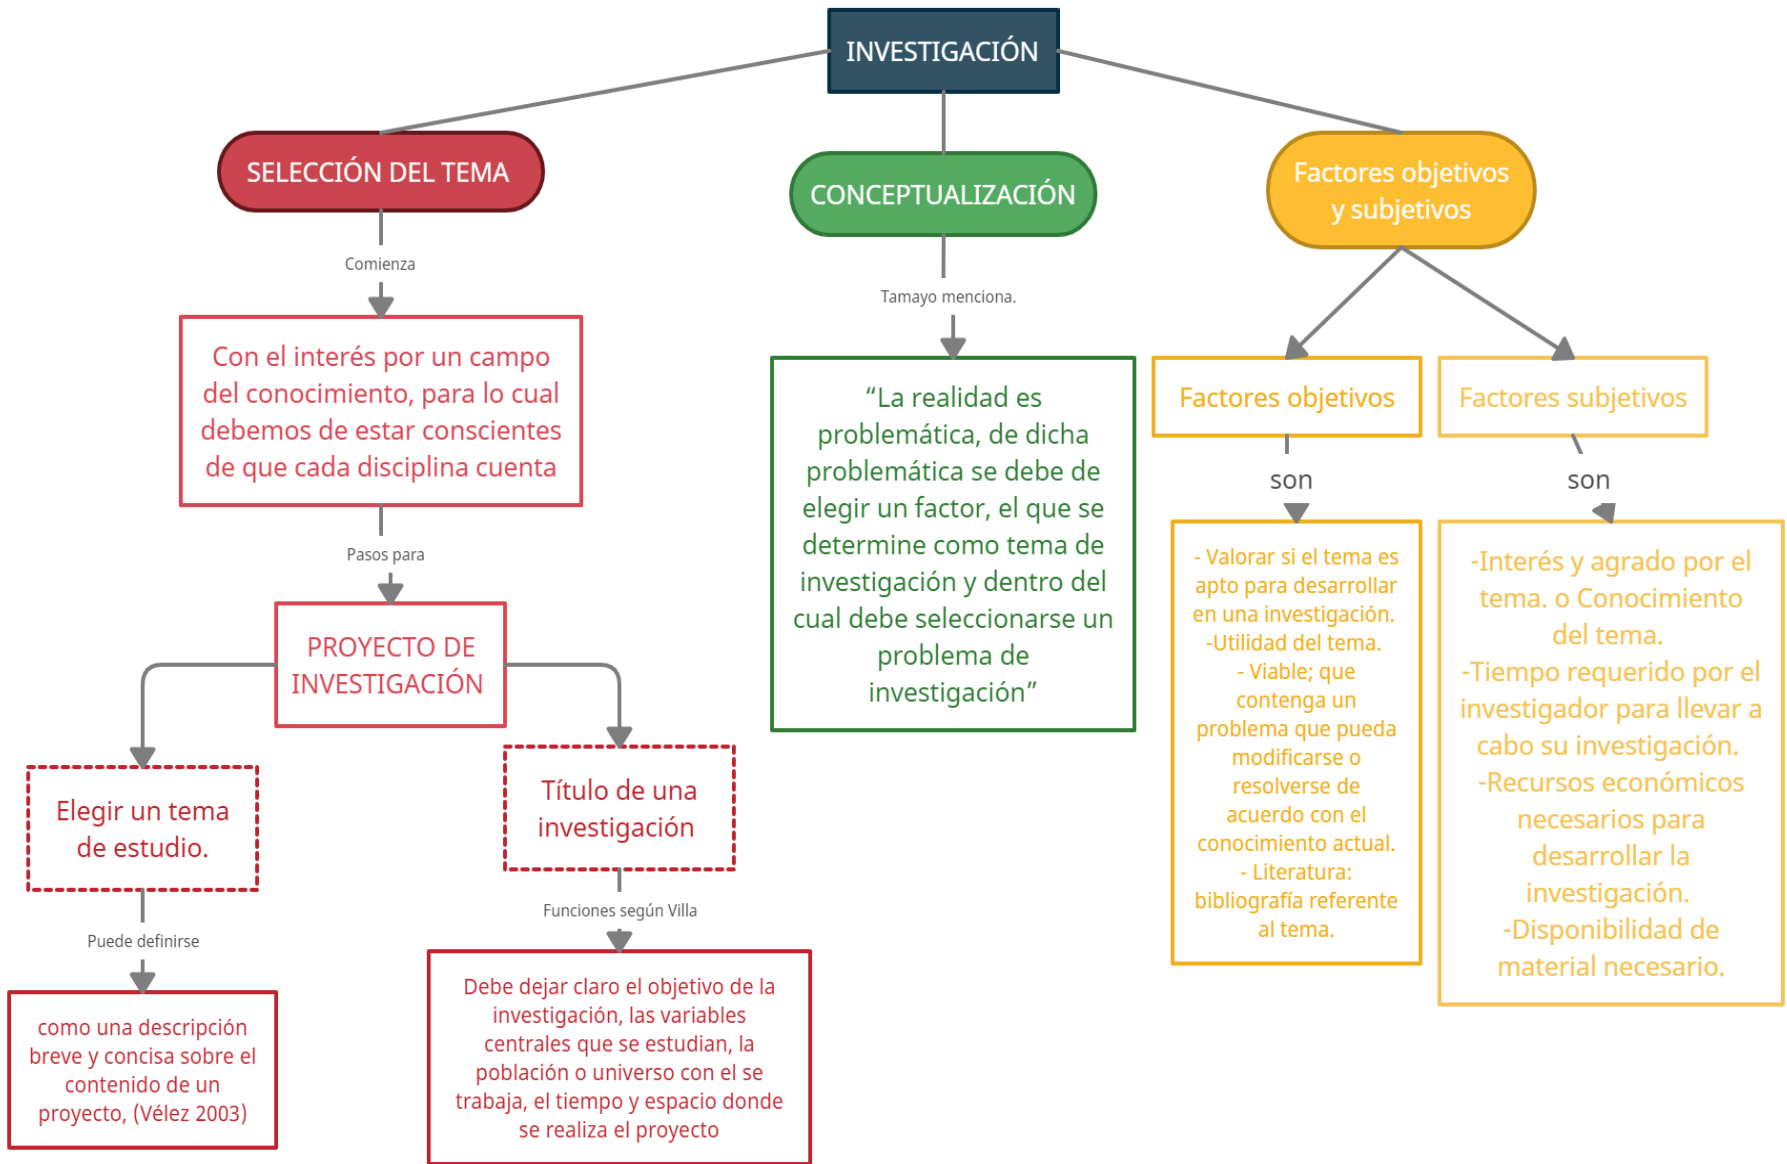 INVESTIGACIÓN
SELECCIÓN DEL TEMA
Comienza
Con el interés por un campo
del conocimiento, para lo cual
debemos de estar conscientes
de que cada disciplina cuenta
Pasos para
PROYECTO DE
INVESTIGACIÓN
Elegir un tema
de estudio.
Puede definirse
como una descripción
breve y concisa sobre el
contenido de un
proyecto, (Vélez 2003)
Título de una
investigación
Funciones según Villa
Debe dejar claro el objetivo de la
investigación, las variables
centrales que se estudian, la
población o universo con el se
trabaja, el tiempo y espacio donde
se realiza el proyecto
CONCEPTUALIZACIÓN
Tamayo menciona.
“La realidad es
problemática, de dicha
problemática se debe de
elegir un factor, el que se
determine como tema de
investigación y dentro del
cual debe seleccionarse un
problema de
investigación”
Factores objetivos
y subjetivos
Factores objetivos
son
- Valorar si el tema es
apto para desarrollar
en una investigación.
-Utilidad del tema.
- Viable; que
contenga un
problema que pueda
modificarse o
resolverse de
acuerdo con el
conocimiento actual.
- Literatura:
bibliografía referente
al tema.
Factores subjetivos
son
-Interés y agrado por el
tema. o Conocimiento
del tema.
-Tiempo requerido por el
investigador para llevar a
cabo su investigación.
-Recursos económicos
necesarios para
desarrollar la
investigación.
-Disponibilidad de
material necesario.